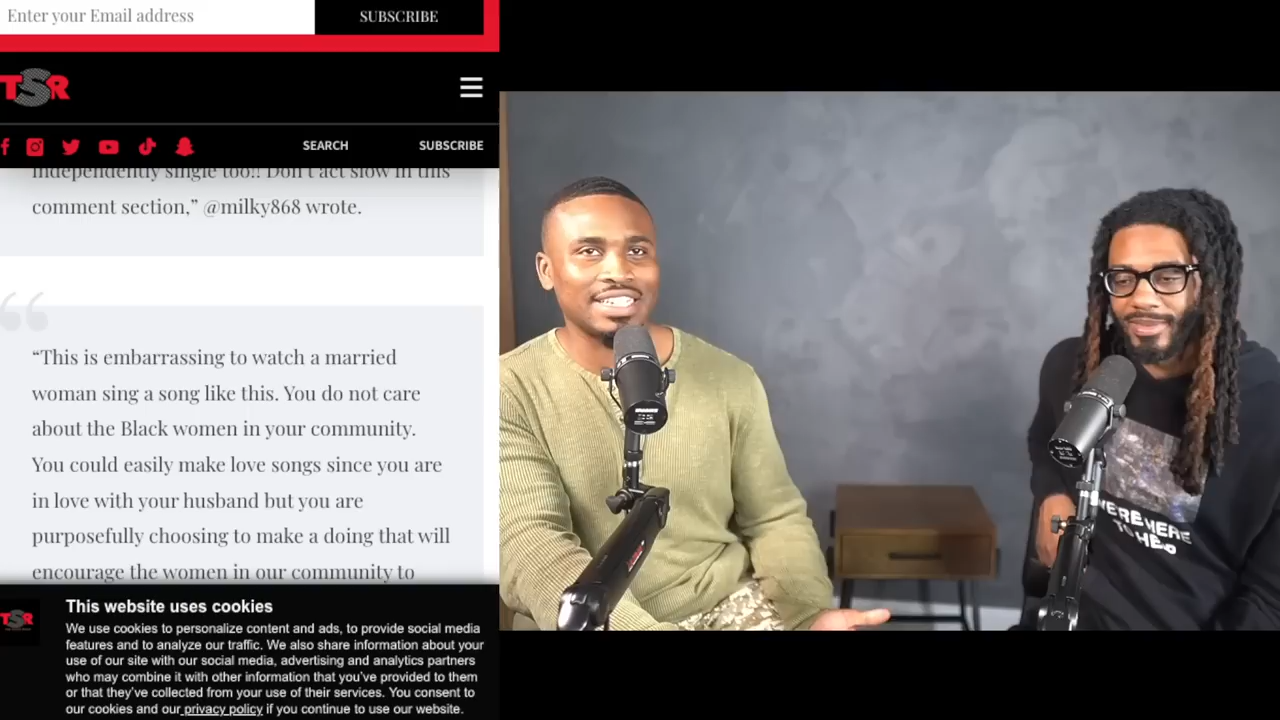 Enter your Email address
SUBSCRIBE
TSR
SEARCH
SUBSCRIBE
independently single too!! Don't act slow in this
comment section,” @milky868 wrote.
“
“This is embarrassing to watch a married
woman sing a song like this. You do not care
about the Black women in your community.
You could easily make love songs since you are
in love with your husband but you are
purposefully choosing to make a doing that will
encourage the women in our community to
TSR
This website uses cookies
We use cookies to personalize content and ads, to provide social media
features and to analyze our traffic. We also share information about your
use of our site with our social media, advertising and analytics partners
who may combine it with other information that you've provided to them
or that they've collected from your use of their services. You consent to
our cookies and our privacy policy if you continue to use our website.
WE'RE HERE
TO HELP